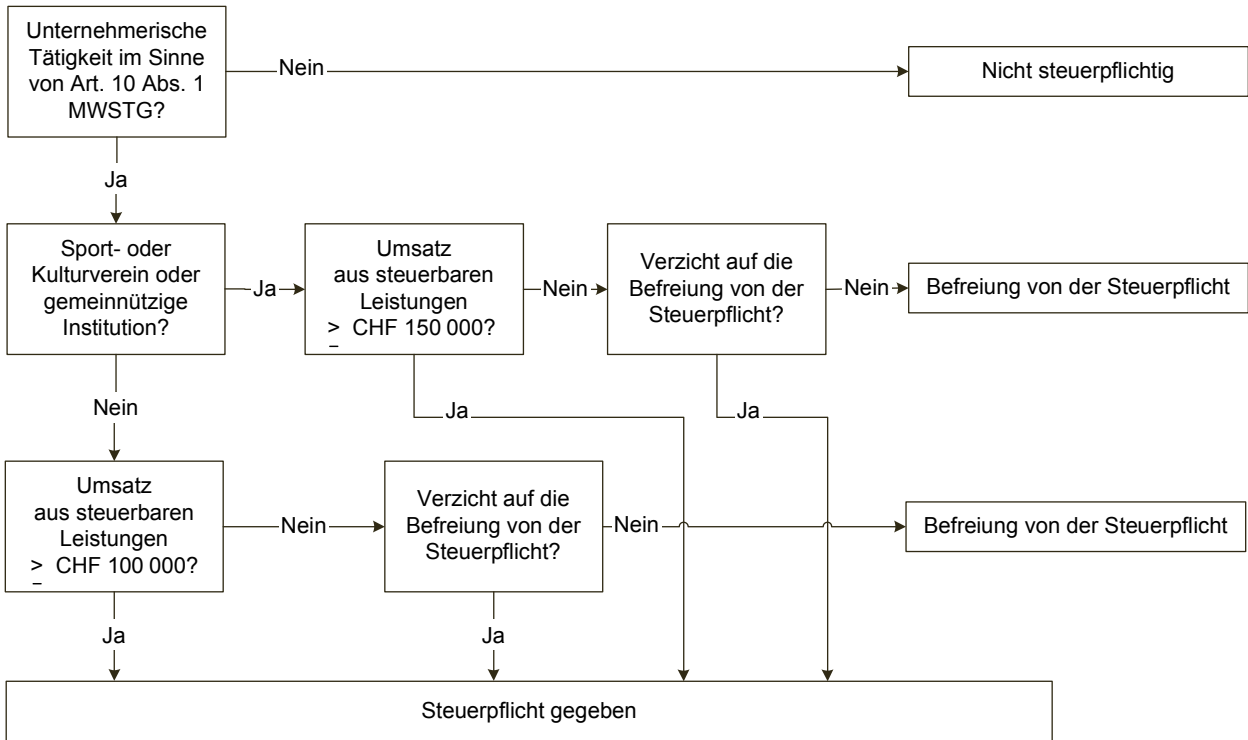 Unternehmerische
Tätigkeit im Sinne
von Art. 10 Abs. 1
MWSTG?
Nein
Nicht steuerpflichtig
Ja
Sport- oder
Kulturverein oder
gemeinnützige
Institution?
Ja
Umsatz
aus steuerbaren
Leistungen
≥ CHF 150 000?
Nein
Verzicht auf die
Befreiung von der
Steuerpflicht?
Nein
Befreiung von der Steuerpflicht
Nein
Ja
Ja
Umsatz
aus steuerbaren
Leistungen
≥ CHF 100 000?
Nein
Verzicht auf die
Befreiung von der
Steuerpflicht?
Nein
Befreiung von der Steuerpflicht
Ja
Ja
Steuerpflicht gegeben